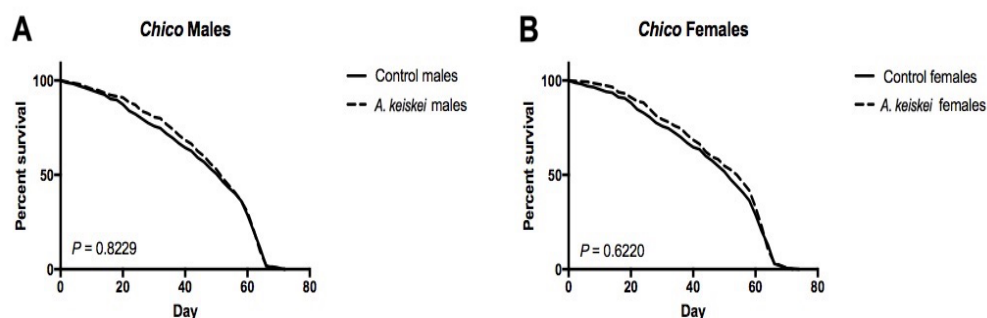 A
Chico Males
Control males
A. keiskei males
Percent survival
100
50
0
P = 0.8229
0 20 40 60 80
Day
B
Chico Females
Control females
A. keiskei females
Percent survival
100
50
0
P = 0.6220
0 20 40 60 80
Day